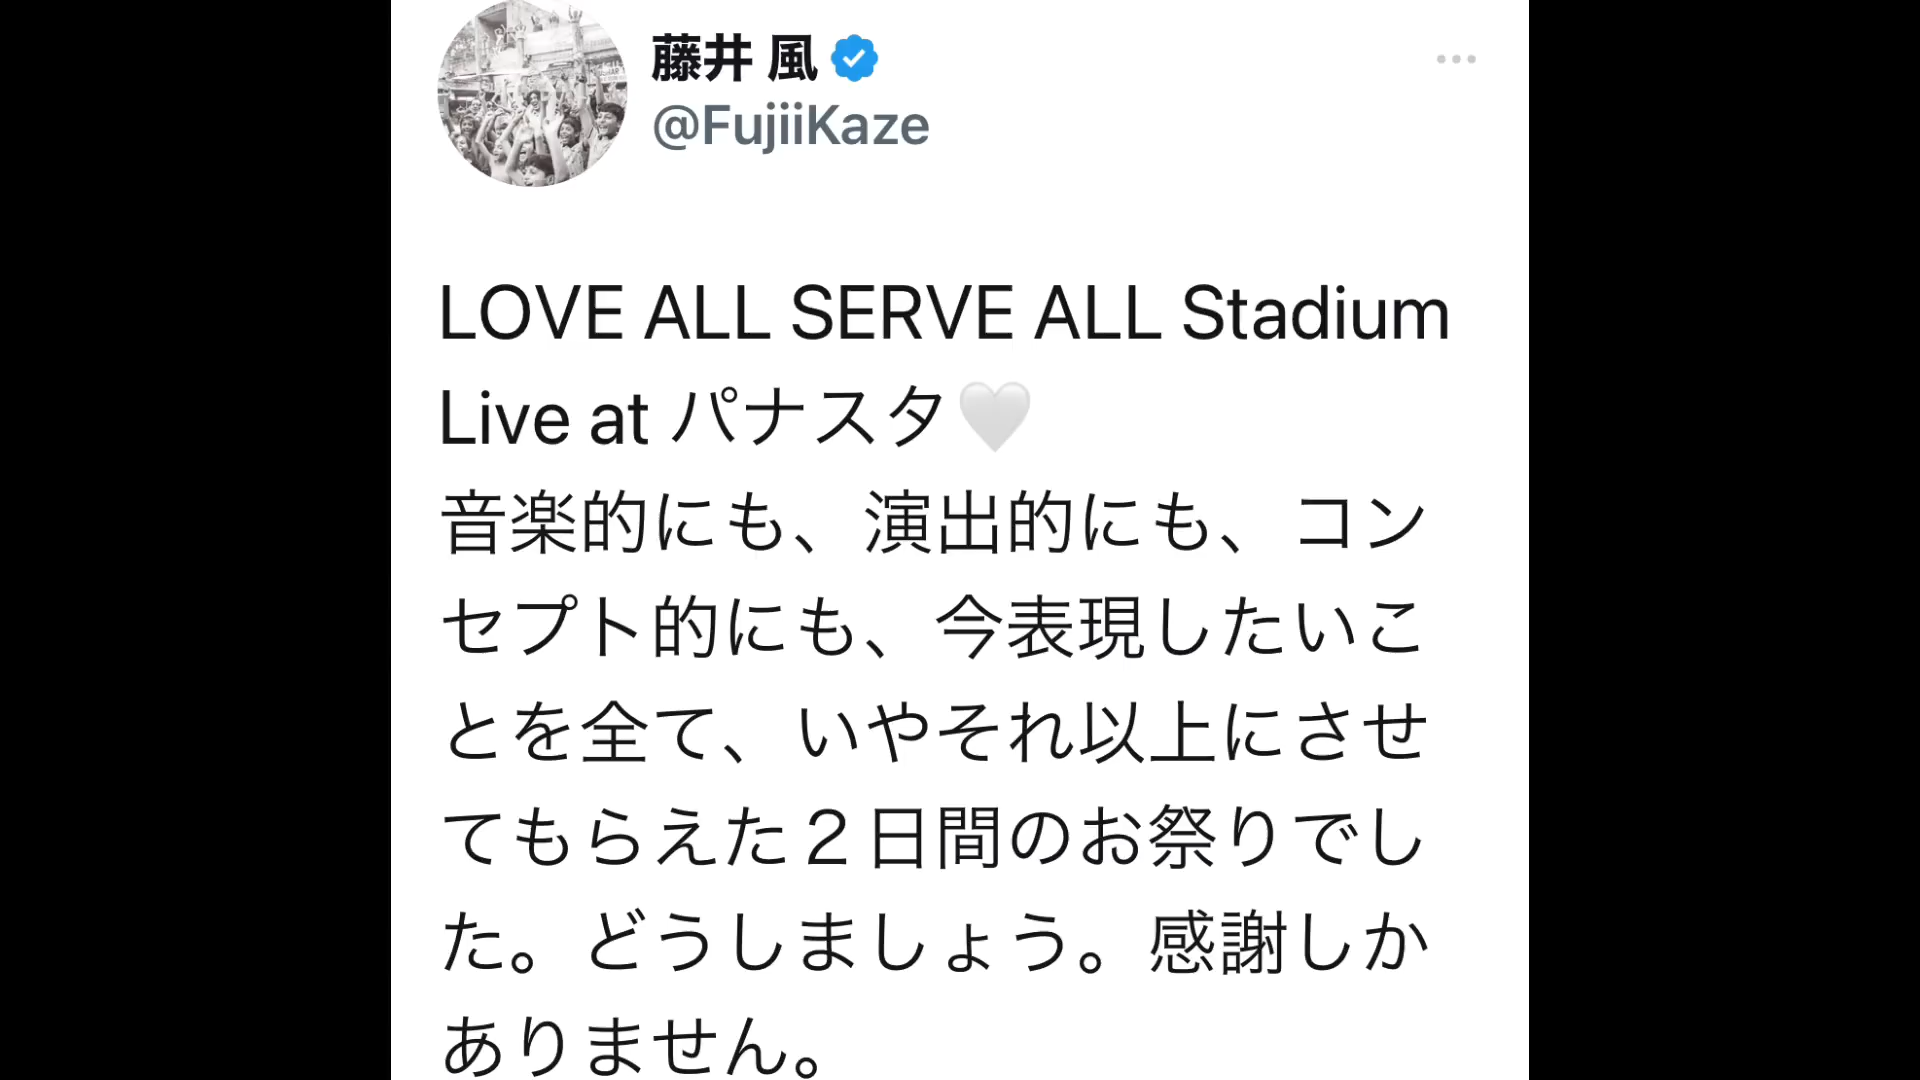 藤井 風
@FujiiKaze
LOVE ALL SERVE ALL Stadium
Live at パナスタ🤍
音楽的にも、演出的にも、コン
セプト的にも、今表現したいこ
とを全て、いやそれ以上にさせ
てもらえた２日間のお祭りでし
た。どうしましょう。感謝しか
ありません。